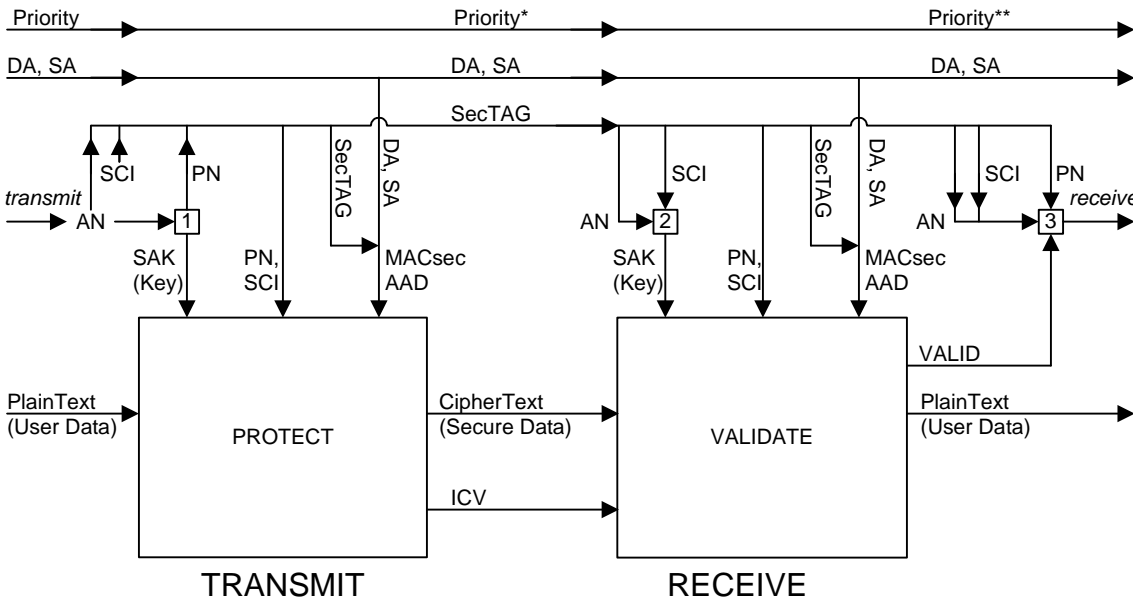 Priority
Priority*
Priority**
DA, SA
DA, SA
DA, SA
SecTAG
SCI
PN
SecTAG
DA, SA
SCI
SecTAG
DA, SA
SCI
PN
transmit
AN
1
AN
2
AN
3
receive
SAK
(Key)
PN,
SCI
MACsec
AAD
SAK
(Key)
PN,
SCI
MACsec
AAD
VALID
PlainText
(User Data)
PROTECT
CipherText
(Secure Data)
VALIDATE
PlainText
(User Data)
ICV
TRANSMIT
RECEIVE